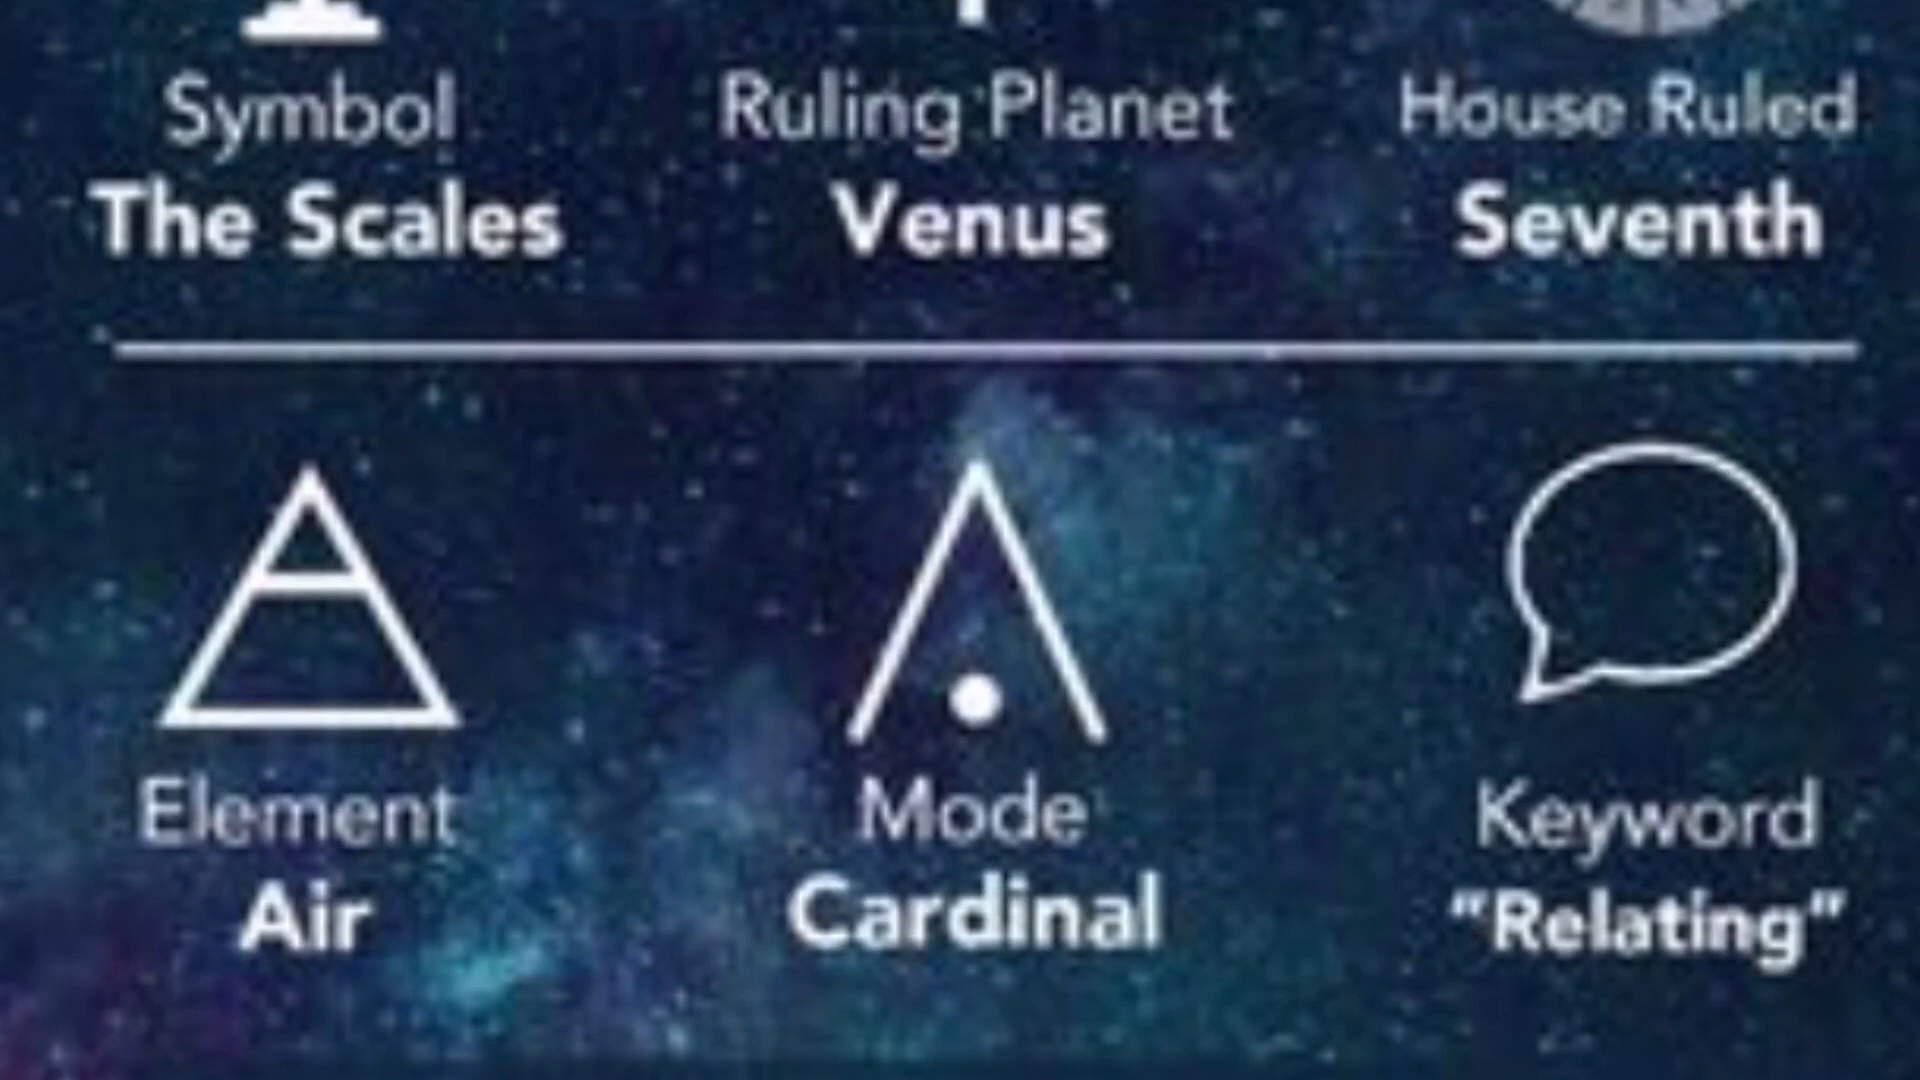 Symbol
The Scales
Ruling Planet
Venus
House Ruled
Seventh
Element
Air
Mode
Cardinal
Keyword
"Relating"